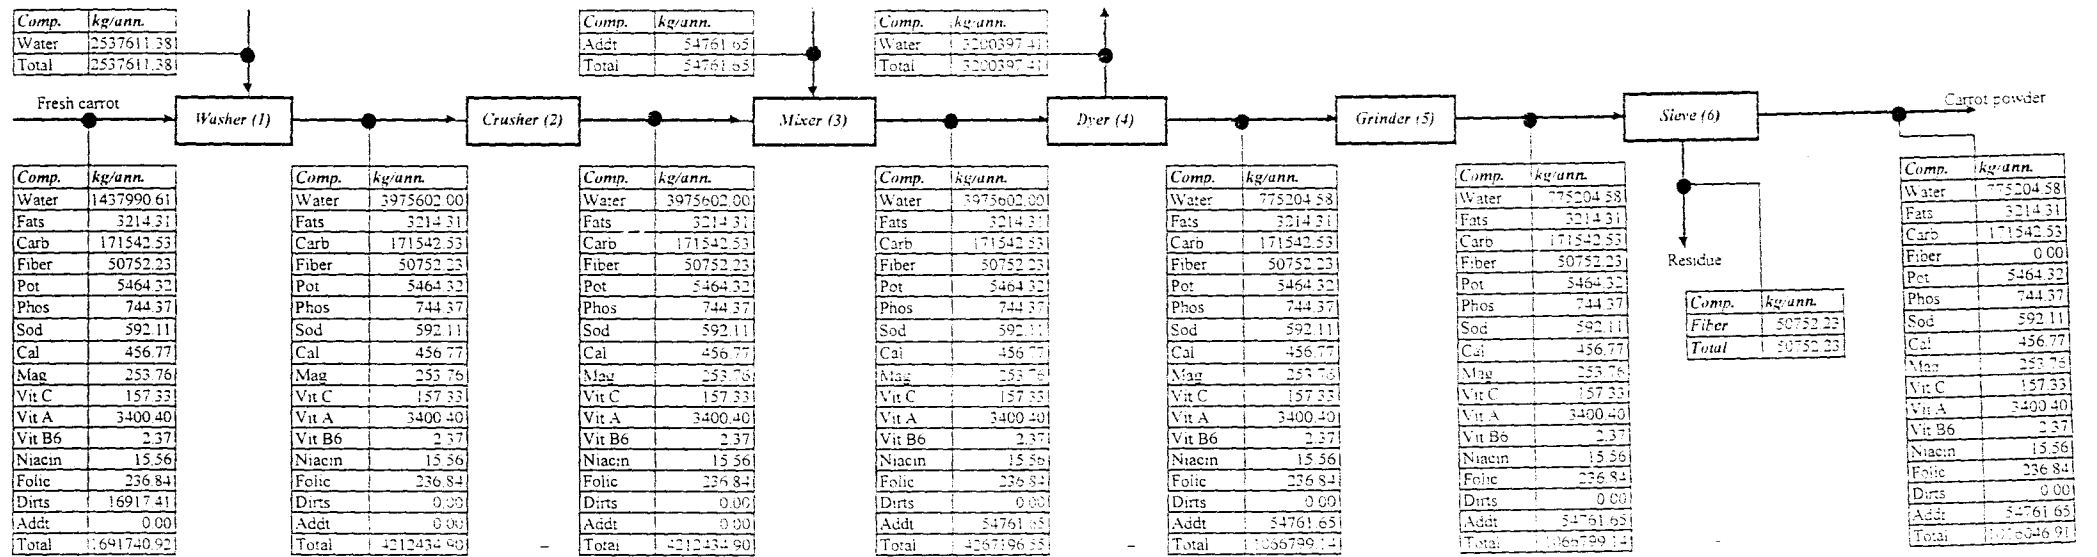 Comp. kg/ann.
Water 2537611.38
Total 2537611.38
Comp. kg/ann.
Addt 54761.65
Total 54761.65
Comp. kg/ann.
Water 3200397.41
Total 3200397.41
Fresh carrot
Washer (1)
Crusher (2)
Mixer (3)
Dyer (4)
Grinder (5)
Sieve (6)
Carrot powder
Comp. kg/ann.
Water 1437990.61
Fats 3214.31
Carb 171542.53
Fiber 50752.23
Pot 5464.32
Phos 744.37
Sod 592.11
Cal 456.77
Mag 253.76
Vit C 157.33
Vit A 3400.40
Vit B6 2.37
Niacin 15.56
Folic 236.84
Dirts 16917.41
Addt 0.00
Total 1691740.92
Comp. kg/ann.
Water 3975602.00
Fats 3214.31
Carb 171542.53
Fiber 50752.23
Pot 5464.32
Phos 744.37
Sod 592.11
Cal 456.77
Mag 253.76
Vit C 157.33
Vit A 3400.40
Vit B6 2.37
Niacin 15.56
Folic 236.84
Dirts 0.00
Addt 0.00
Total 4212434.90
Comp. kg/ann.
Water 3975602.00
Fats 3214.31
Carb 171542.53
Fiber 50752.23
Pot 5464.32
Phos 744.37
Sod 592.11
Cal 456.77
Mag 253.76
Vit C 157.33
Vit A 3400.40
Vit B6 2.37
Niacin 15.56
Folic 236.84
Dirts 0.00
Addt 0.00
Total 4212434.90
Comp. kg/ann.
Water 3975602.00
Fats 3214.31
Carb 171542.53
Fiber 50752.23
Pot 5464.32
Phos 744.37
Sod 592.11
Cal 456.77
Mag 253.76
Vit C 157.33
Vit A 3400.40
Vit B6 2.37
Niacin 15.56
Folic 236.84
Dirts 0.00
Addt 54761.65
Total 4267196.55
Comp. kg/ann.
Water 775204.58
Fats 3214.31
Carb 171542.53
Fiber 50752.23
Pot 5464.32
Phos 744.37
Sod 592.11
Cal 456.77
Mag 253.76
Vit C 157.33
Vit A 3400.40
Vit B6 2.37
Niacin 15.56
Folic 236.84
Dirts 0.00
Addt 54761.65
Total 1066799.14
Comp. kg/ann.
Water 775204.58
Fats 3214.31
Carb 171542.53
Fiber 50752.23
Pot 5464.32
Phos 744.37
Sod 592.11
Cal 456.77
Mag 253.76
Vit C 157.33
Vit A 3400.40
Vit B6 2.37
Niacin 15.56
Folic 236.84
Dirts 0.00
Addt 54761.65
Total 1066799.14
Residue
Comp. kg/ann.
Fiber 50752.23
Total 50752.23
Comp. kg/ann.
Water 775204.58
Fats 3214.31
Carb 171542.53
Fiber 0.00
Pot 5464.32
Phos 744.37
Sod 592.11
Cal 456.77
Mag 253.76
Vit C 157.33
Vit A 3400.40
Vit B6 2.37
Niacin 15.56
Folic 236.84
Dirts 0.00
Addt 54761.65
Total 1016046.91